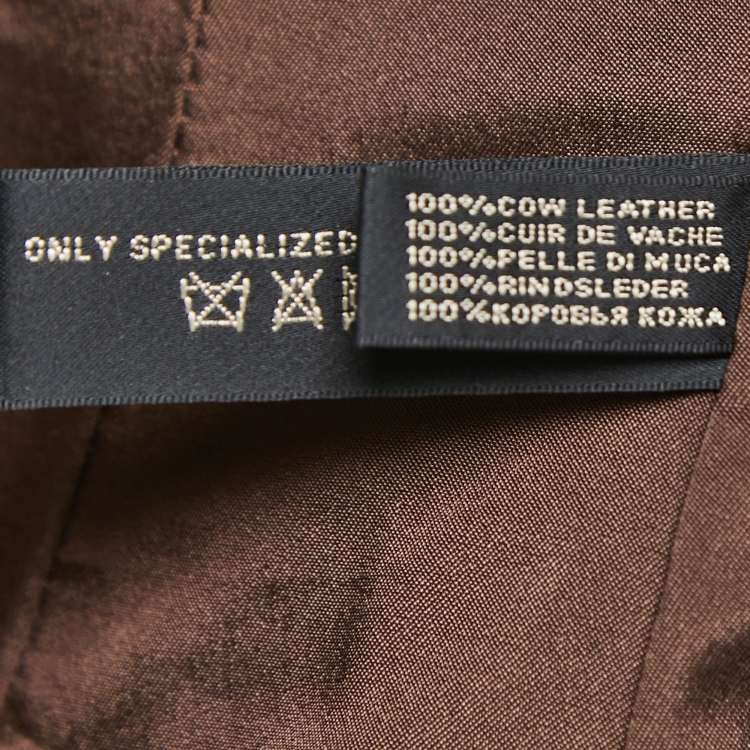 ONLY SPECIALIZED
100%COW LEATHER
100%CUIR DE VACHE
100%PELLE DI MUCA
100%RINDSLEDER
100%КОРОВЬЯ КОЖА